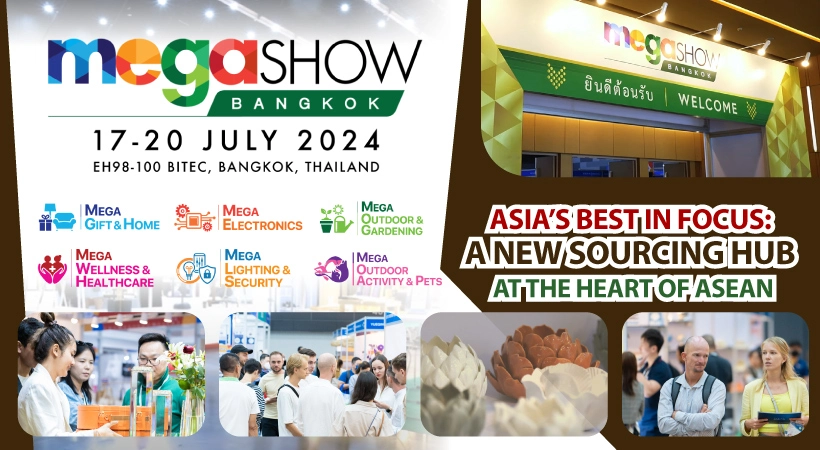 megaSHOW
BANGKOK
17-20 JULY 2024
EH98-100 BITEC, BANGKOK, THAILAND
MEGA
GIFT & HOME
MEGA
ELECTRONICS
MEGA
OUTDOOR &
GARDENING
MEGA
WELLNESS &
HEALTHCARE
MEGA
LIGHTING &
SECURITY
MEGA
OUTDOOR
ACTIVITY & PETS
megaSHOW
BANGKOK
ยินดีต้อนรับ | WELCOME
ASIA'S BEST IN FOCUS:
A NEW SOURCING HUB
AT THE HEART OF ASEAN